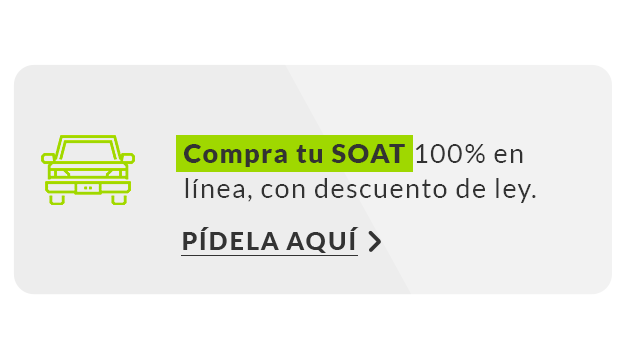 Compra tu SOAT 100% en
línea, con descuento de ley.
PÍDELA AQUÍ